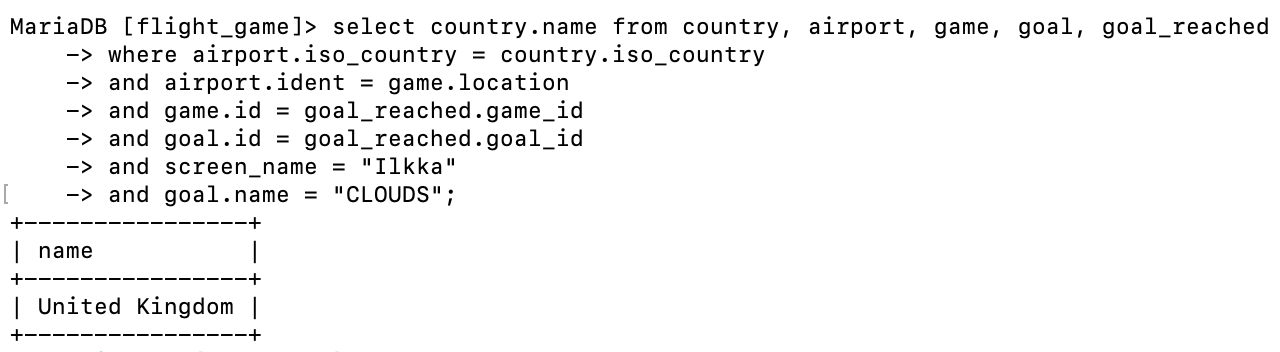 MariaDB [flight_game]> select country.name from country, airport, game, goal, goal_reached
    -> where airport.iso_country = country.iso_country
    -> and airport.ident = game.location
    -> and game.id = goal_reached.game_id
    -> and goal.id = goal_reached.goal_id
    -> and screen_name = "Ilkka"
[    -> and goal.name = "CLOUDS";
+----------------+
| name           |
+----------------+
| United Kingdom |
+----------------+